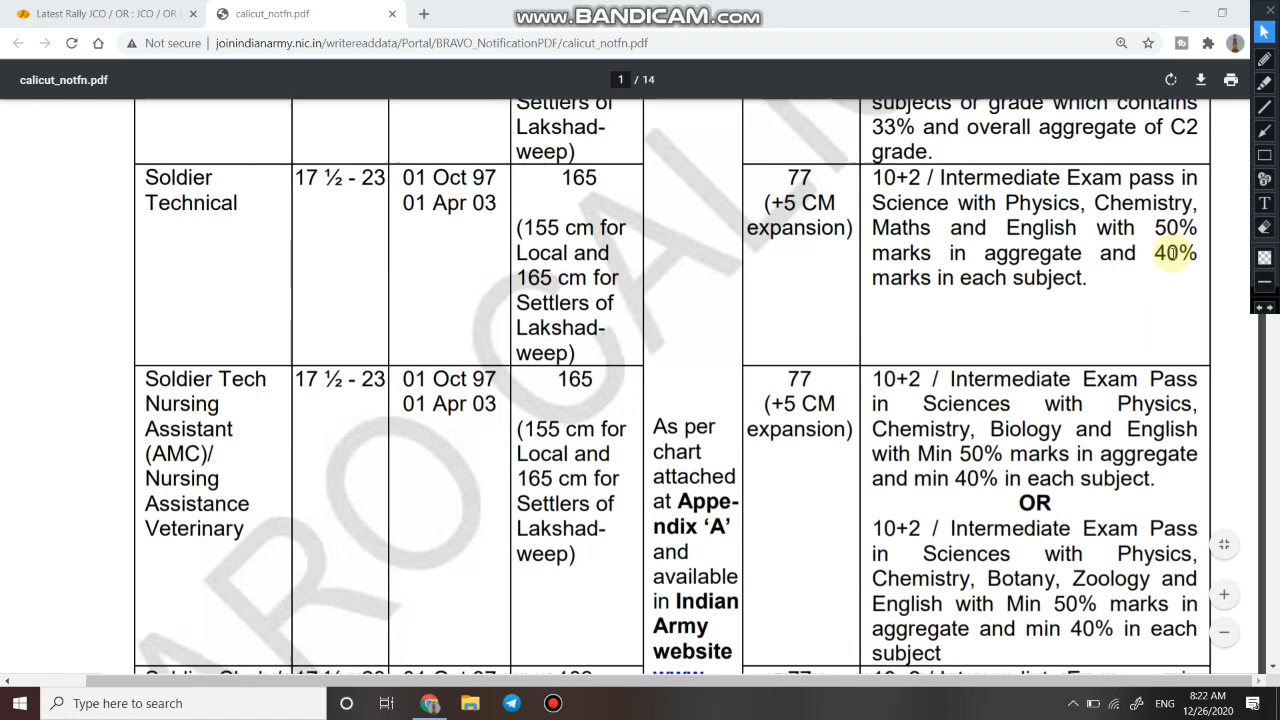 Latest Rally JCO / OR : JCO / OR
calicut_notfn.pdf
www.BANDICAM.com
Not secure | joinindianarmy.nic.in/writereaddata/Portal/BRAVO_NotificationPDF/calicut_notfn.pdf
calicut_notfn.pdf
1 / 14
Settlers of
Lakshad-
weep)
subjects or grade which contains
33% and overall aggregate of C2
grade.
Soldier
Technical
17 ½ - 23
01 Oct 97
01 Apr 03
165
(155 cm for
Local and
165 cm for
Settlers of
Lakshad-
weep)
77
(+5 CM
expansion)
10+2 / Intermediate Exam pass in
Science with Physics, Chemistry,
Maths and English with 50%
marks in aggregate and 40%
marks in each subject.
Soldier Tech
Nursing
Assistant
(AMC)/
Nursing
Assistance
Veterinary
17 ½ - 23
01 Oct 97
01 Apr 03
165
(155 cm for
Local and
165 cm for
Settlers of
Lakshad-
weep)
As per
chart
attached
at Appe-
ndix ‘A’
and
available
in Indian
Army
website
77
(+5 CM
expansion)
10+2 / Intermediate Exam Pass
in Sciences with Physics,
Chemistry, Biology and English
with Min 50% marks in aggregate
and min 40% in each subject.
OR
10+2 / Intermediate Exam Pass
in Sciences with Physics,
Chemistry, Botany, Zoology and
English with Min 50% marks in
aggregate and min 40% in each
subject
ARO CALI
Type here to search
ENG
8:22 AM
12/26/2020